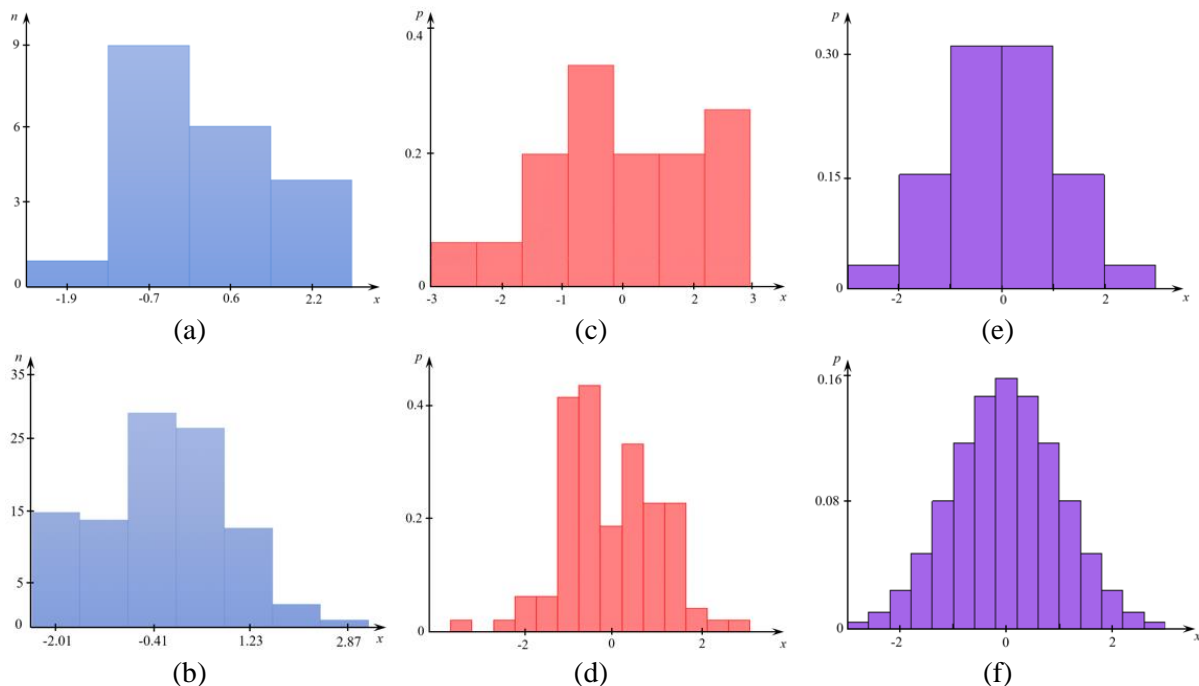 n
9
6
3
0
-1.9 -0.7 0.6 2.2 x
(a)
p
0.4
0.2
0
-3 -2 -1 0 2 3 x
(c)
p
0.30
0.15
0
-2 0 2 x
(e)
n
35
25
15
5
0
-2.01 -0.41 1.23 2.87 x
(b)
p
0.4
0.2
0
-2 0 2 x
(d)
p
0.16
0.08
0
-2 0 2 x
(f)